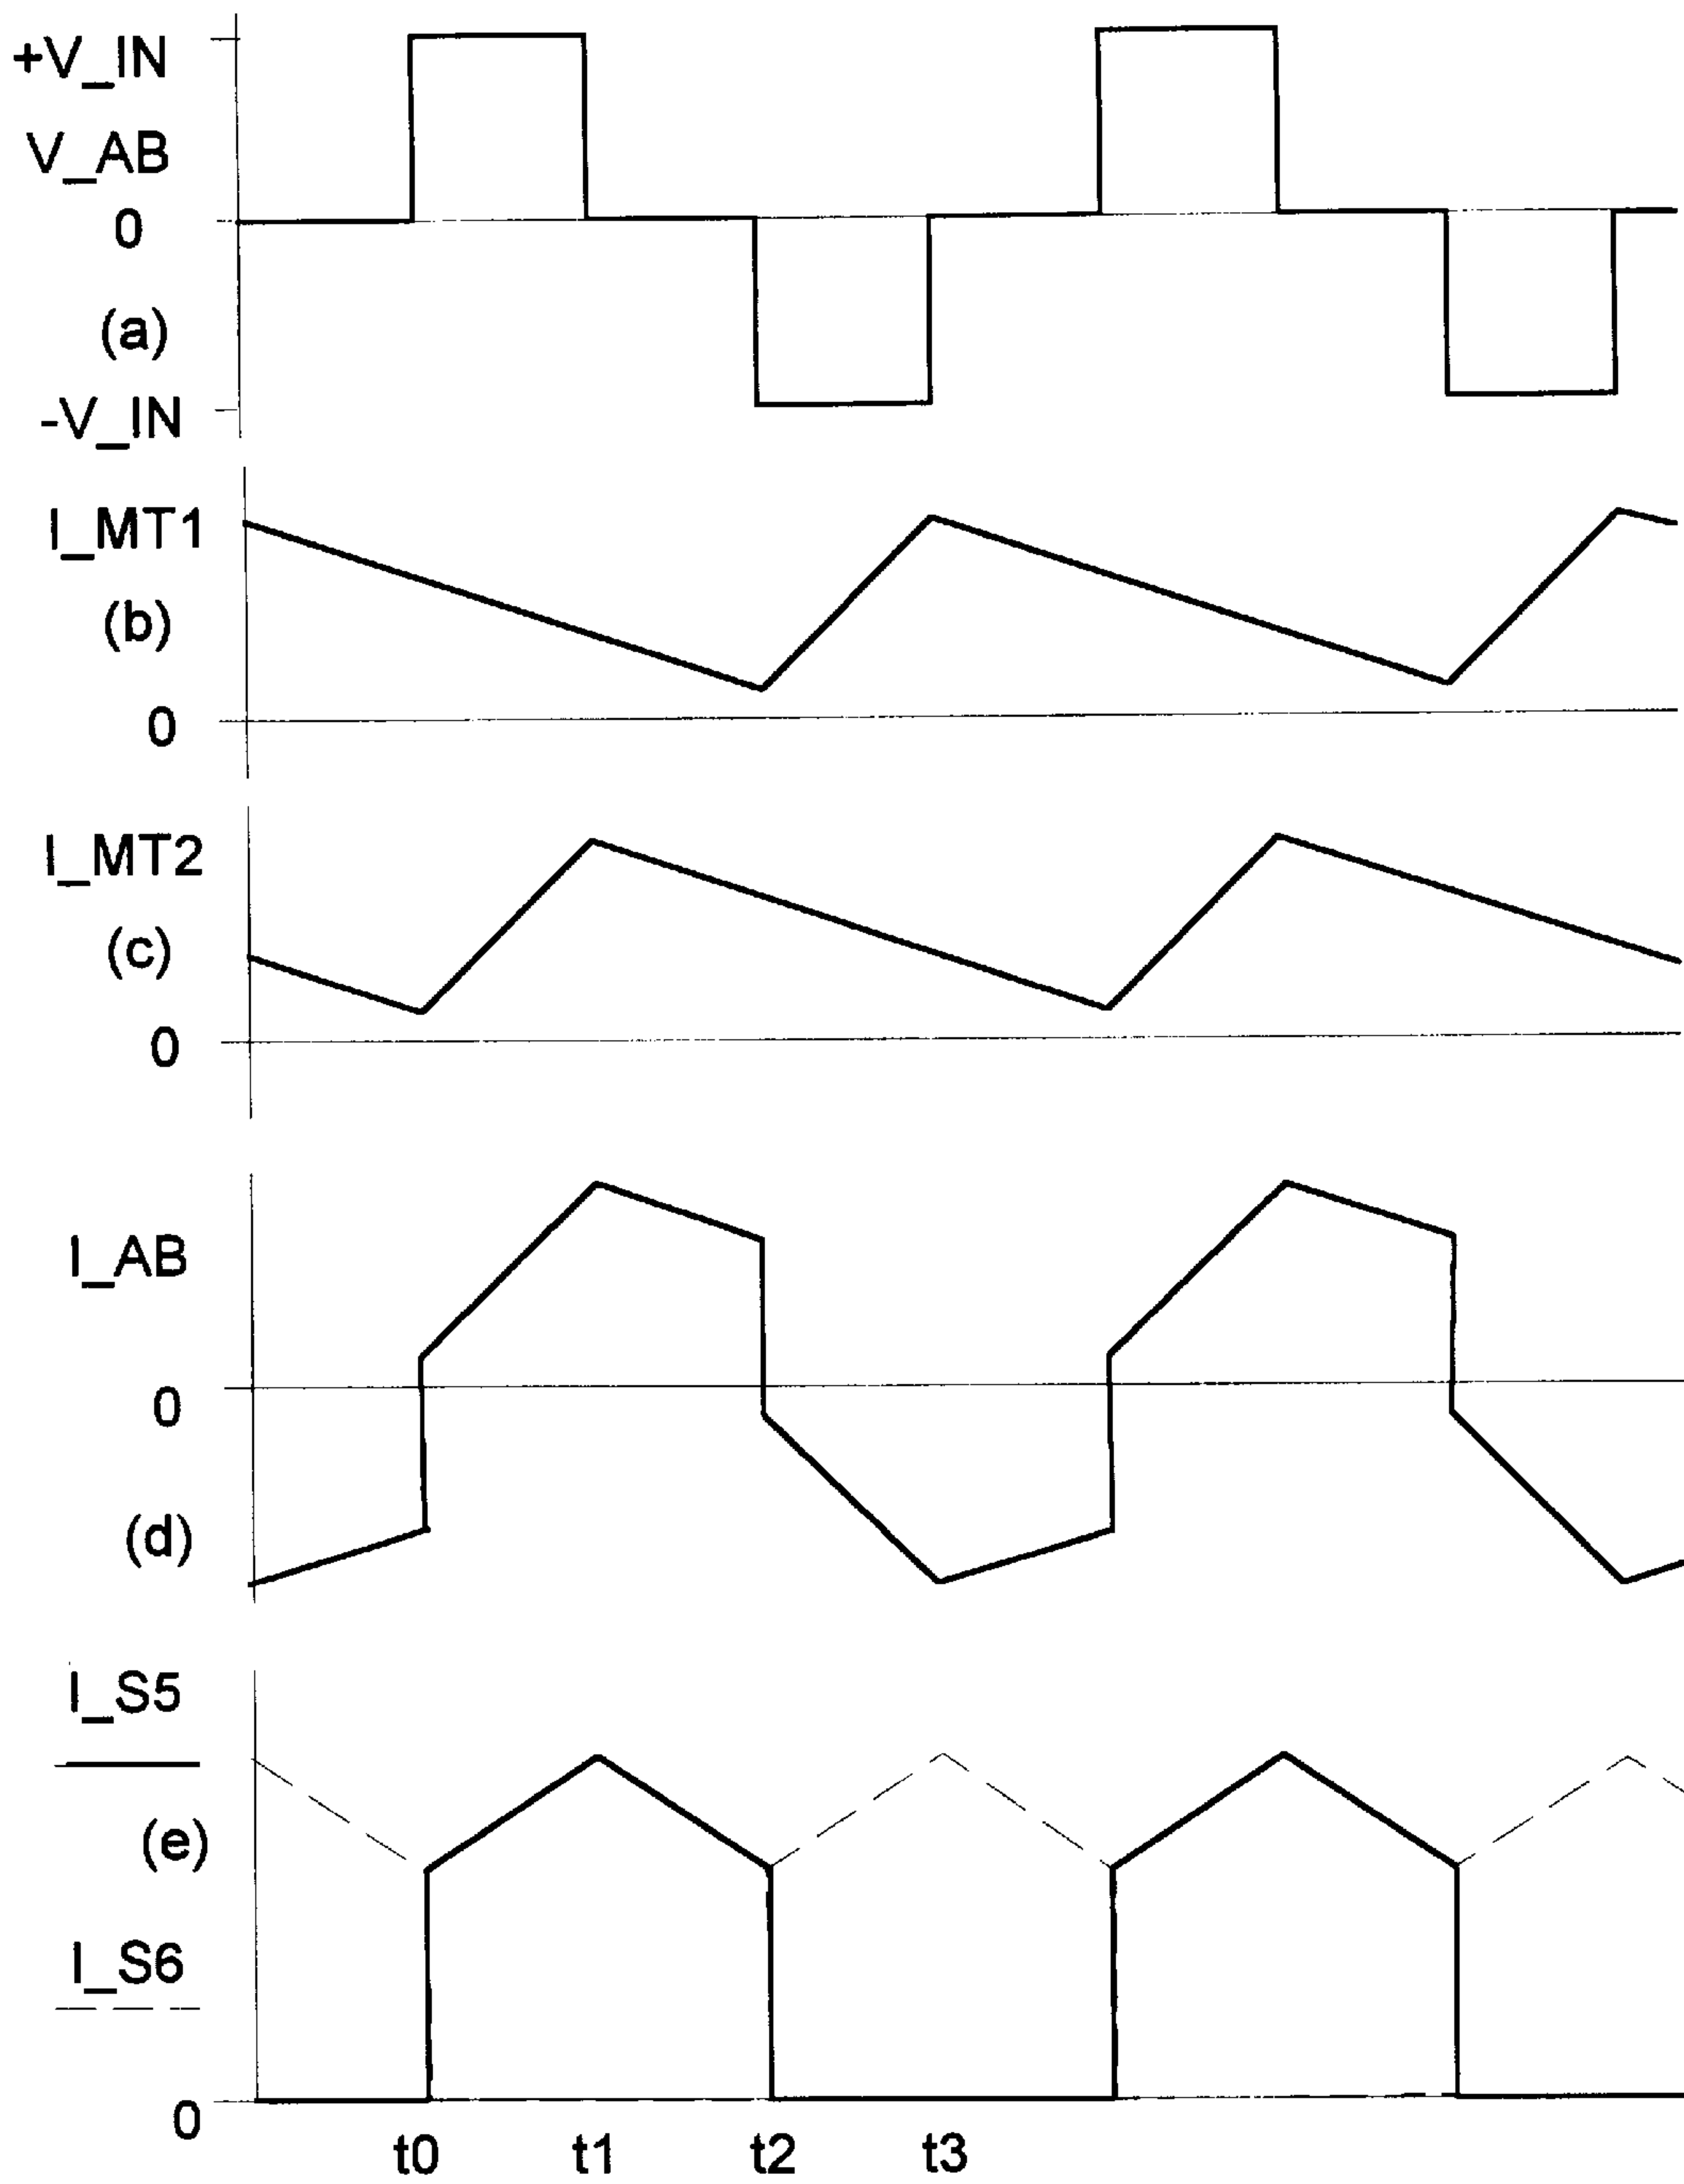 +V_IN
V_AB
0
(a)
-V_IN
I_MT1
(b)
0
I_MT2
(c)
0
I_AB
0
(d)
I_S5
(e)
I_S6
0
t0 t1 t2 t3